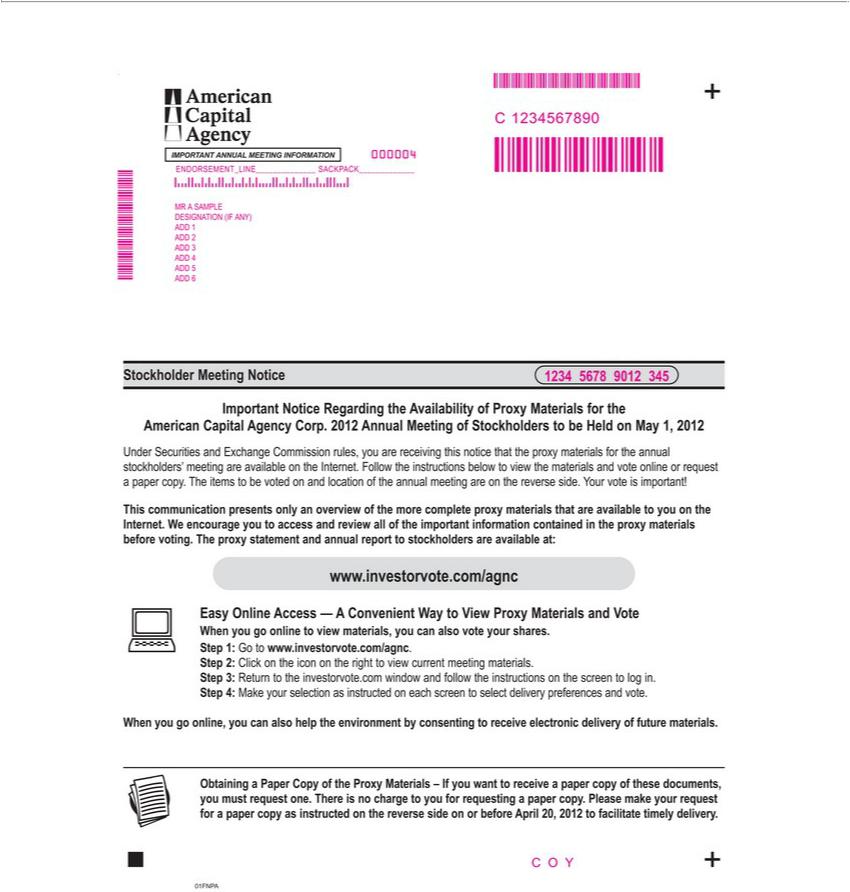 American
Capital
Agency
IMPORTANT ANNUAL MEETING INFORMATION
000004
ENDORSEMENT_LINE______________ SACKPACK_____________
C 1234567890
MR A SAMPLE
DESIGNATION (IF ANY)
ADD 1
ADD 2
ADD 3
ADD 4
ADD 5
ADD 6
Stockholder Meeting Notice
1234 5678 9012 345
Important Notice Regarding the Availability of Proxy Materials for the
American Capital Agency Corp. 2012 Annual Meeting of Stockholders to be Held on May 1, 2012
Under Securities and Exchange Commission rules, you are receiving this notice that the proxy materials for the annual
stockholders' meeting are available on the Internet. Follow the instructions below to view the materials and vote online or request
a paper copy. The items to be voted on and location of the annual meeting are on the reverse side. Your vote is important!
This communication presents only an overview of the more complete proxy materials that are available to you on the
Internet. We encourage you to access and review all of the important information contained in the proxy materials
before voting. The proxy statement and annual report to stockholders are available at:
www.investorvote.com/agnc
Easy Online Access — A Convenient Way to View Proxy Materials and Vote
When you go online to view materials, you can also vote your shares.
Step 1: Go to www.investorvote.com/agnc.
Step 2: Click on the icon on the right to view current meeting materials.
Step 3: Return to the investorvote.com window and follow the instructions on the screen to log in.
Step 4: Make your selection as instructed on each screen to select delivery preferences and vote.
When you go online, you can also help the environment by consenting to receive electronic delivery of future materials.
Obtaining a Paper Copy of the Proxy Materials – If you want to receive a paper copy of these documents,
you must request one. There is no charge to you for requesting a paper copy. Please make your request
for a paper copy as instructed on the reverse side on or before April 20, 2012 to facilitate timely delivery.
C O Y
01FNPA